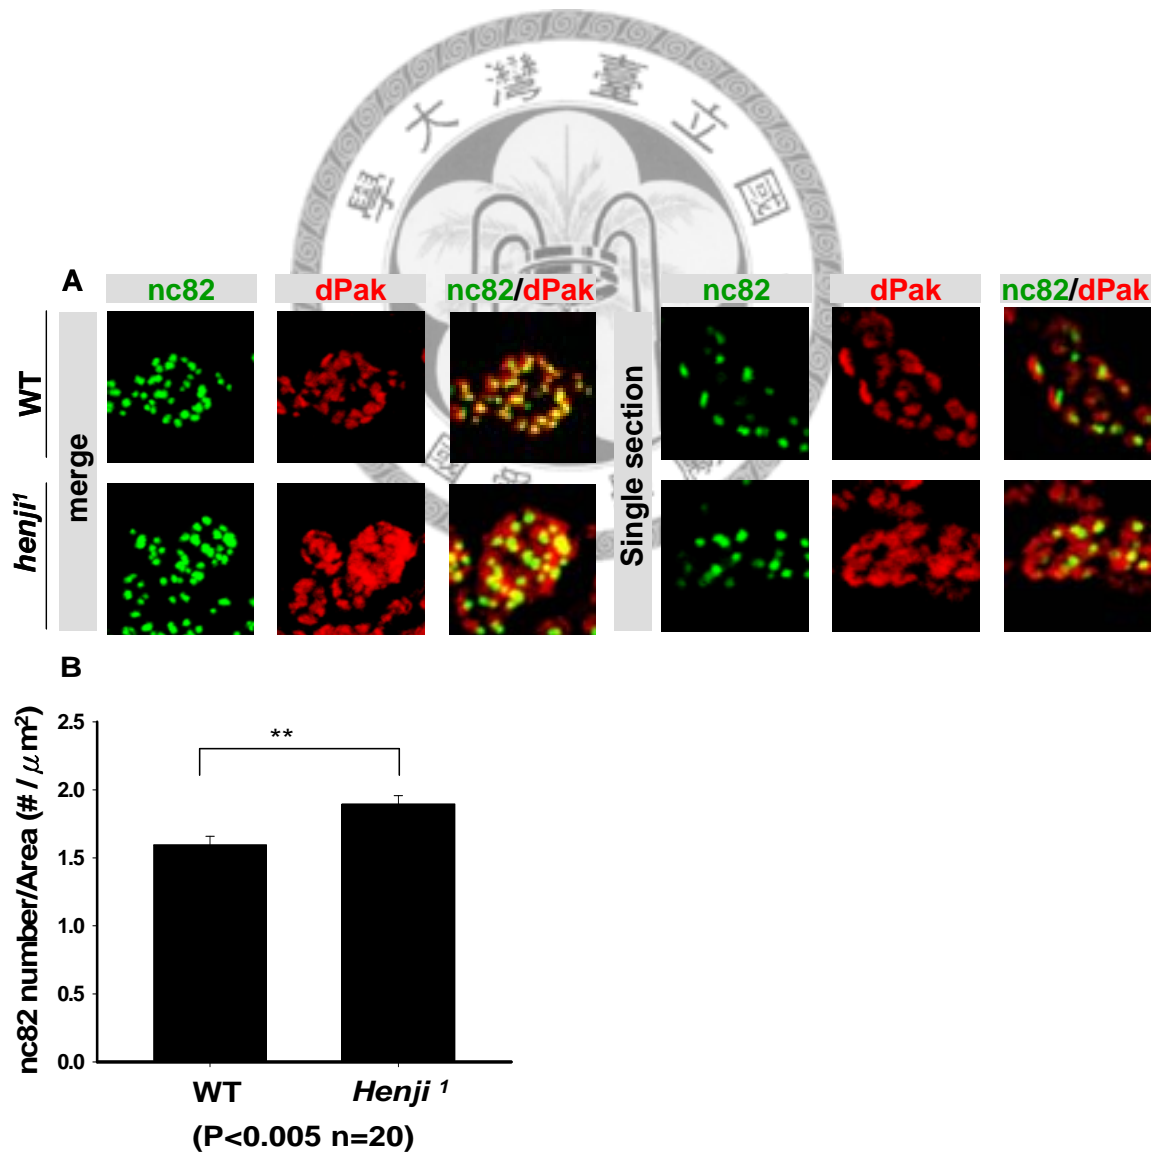 國立臺灣大學
A
nc82 dPak nc82/dPak nc82 dPak nc82/dPak
WT
henji¹
merge
Single section
B
nc82 number/Area (# / μm²)
2.5
2.0
1.5
1.0
0.5
0.0
**
WT Henji ¹
(P<0.005 n=20)